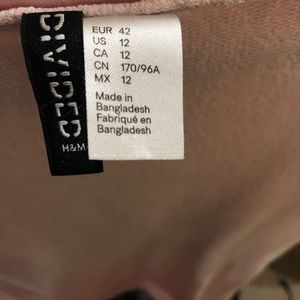 DIVIDED
H&M
EUR 42
US 12
CA 12
CN 170/96A
MX 12
Made in
Bangladesh
Fabriqué en
Bangladesh